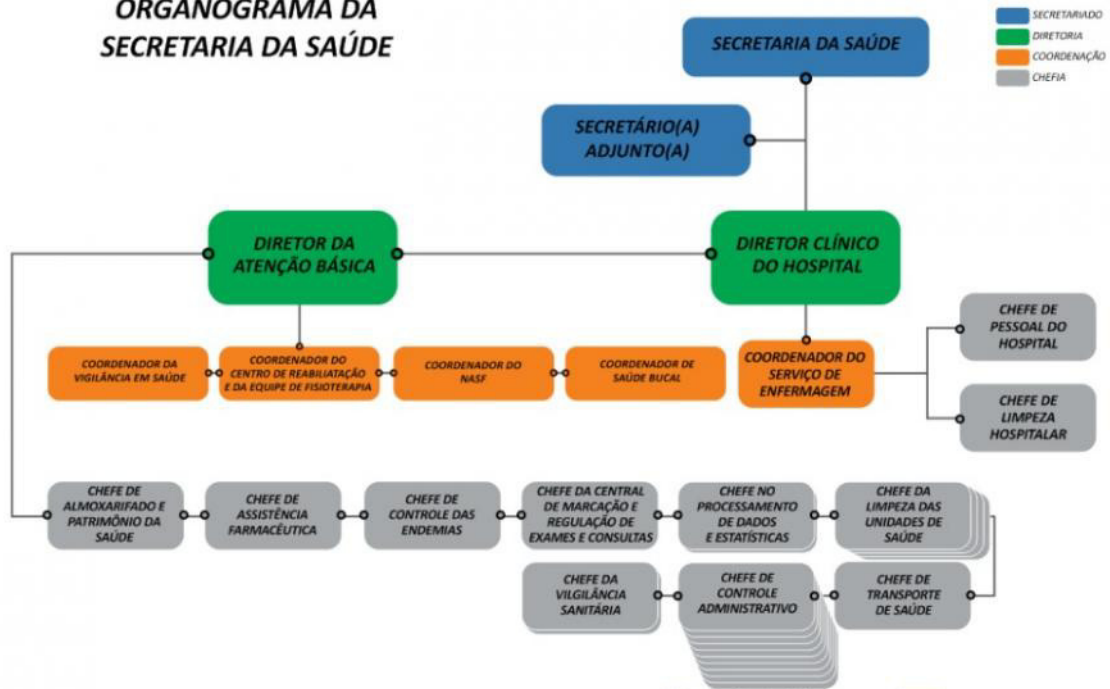 ORGANOGRAMA DA
SECRETARIA DA SAÚDE
SECRETARIADO
DIRETORIA
COORDENAÇÃO
CHEFIA
SECRETARIA DA SAÚDE
SECRETÁRIO(A)
ADJUNTO(A)
DIRETOR DA
ATENÇÃO BÁSICA
DIRETOR CLÍNICO
DO HOSPITAL
COORDENADOR DA
VIGILÂNCIA EM SAÚDE
COORDENADOR DO
CENTRO DE REABILIATAÇÃO
E DA EQUIPE DE FISIOTERAPIA
COORDENADOR DO
NASF
COORDENADOR DE
SAÚDE BUCAL
COORDENADOR DO
SERVIÇO DE
ENFERMAGEM
CHEFE DE
PESSOAL DO
HOSPITAL
CHEFE DE
LIMPEZA
HOSPITALAR
CHEFE DE
ALMOXARIFADO E
PATRIMÔNIO DA
SAÚDE
CHEFE DE
ASSISTÊNCIA
FARMACÊUTICA
CHEFE DE
CONTROLE DAS
ENDEMIAS
CHEFE DA CENTRAL
DE MARCAÇÃO E
REGULAÇÃO DE
EXAMES E CONSULTAS
CHEFE NO
PROCESSAMENTO
DE DADOS
E ESTATÍSTICAS
CHEFE DA
LIMPEZA DAS
UNIDADES DE
SAÚDE
CHEFE DA
VILGILÂNCIA
SANITÁRIA
CHEFE DE
CONTROLE
ADMINISTRATIVO
CHEFE DE
TRANSPORTE
DE SAÚDE